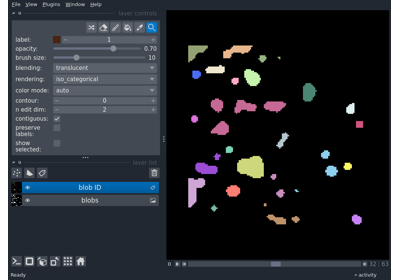 File View Plugins Window Help
layer controls
label: 1
opacity: 0.70
brush size: 10
blending: translucent
rendering: iso_categorical
color mode: auto
contour: 0
n edit dim: 2
contiguous:
preserve
labels:
show
selected:
layer list
blob ID
blobs
32 63
Ready
activity